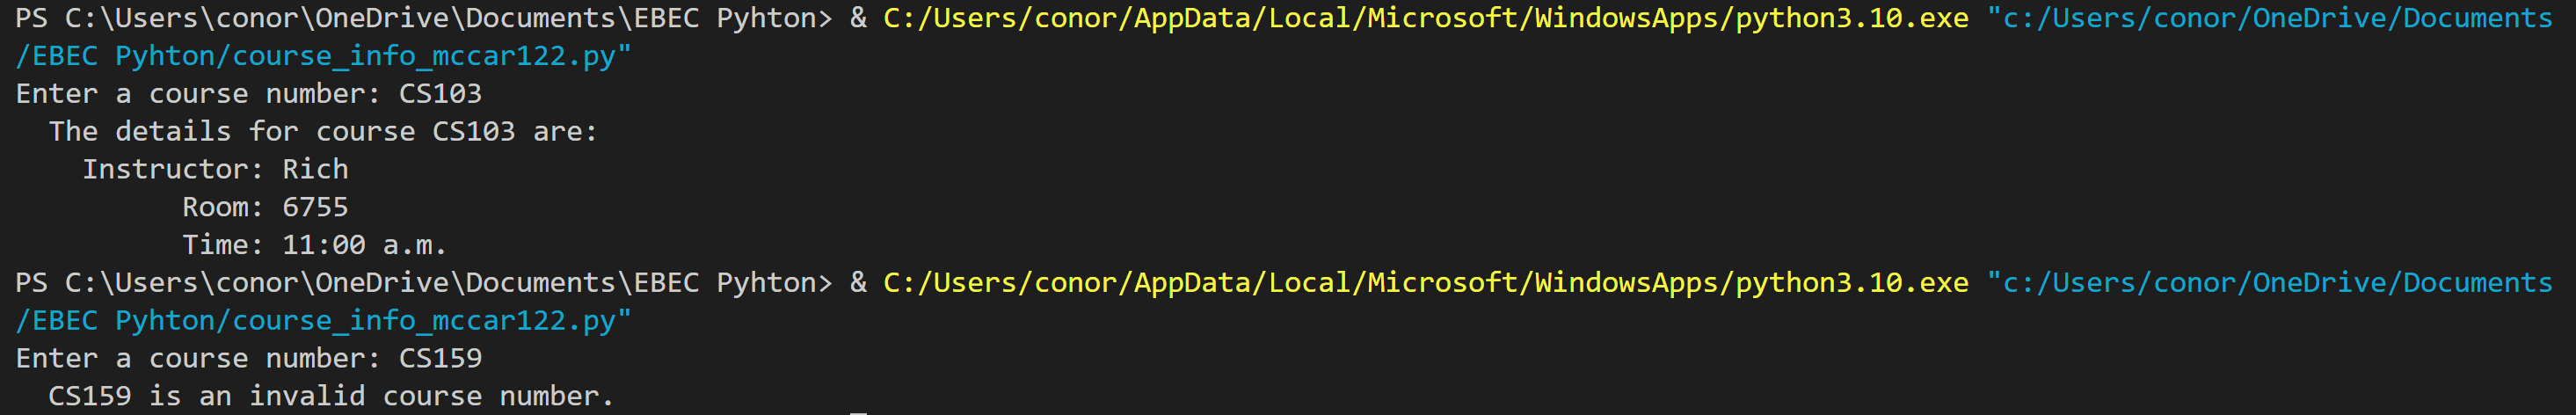 PS C:\Users\conor\OneDrive\Documents\EBEC Pyhton> & C:/Users/conor/AppData/Local/Microsoft/WindowsApps/python3.10.exe "c:/Users/conor/OneDrive/Documents
/EBEC Pyhton/course_info_mccar122.py"
Enter a course number: CS103
  The details for course CS103 are:
    Instructor: Rich
          Room: 6755
          Time: 11:00 a.m.
PS C:\Users\conor\OneDrive\Documents\EBEC Pyhton> & C:/Users/conor/AppData/Local/Microsoft/WindowsApps/python3.10.exe "c:/Users/conor/OneDrive/Documents
/EBEC Pyhton/course_info_mccar122.py"
Enter a course number: CS159
  CS159 is an invalid course number.